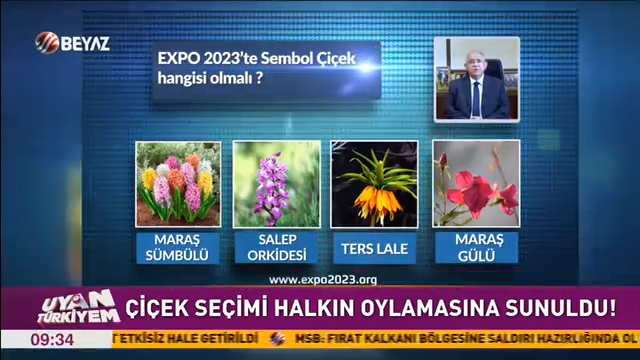 BEYAZ
EXPO 2023'te Sembol Çiçek
hangisi olmalı ?
MARAŞ
SÜMBÜLÜ
SALEP
ORKİDESİ
TERS LALE
MARAŞ
GÜLÜ
www.expo2023.org
UYAN
TÜRKİYEM
ÇİÇEK SEÇİMİ HALKIN OYLAMASINA SUNULDU!
09:34
ETKİSİZ HALE GETİRİLDİ
MSB: FIRAT KALKANI BÖLGESİNE SALDIRI HAZIRLIĞINDA OL